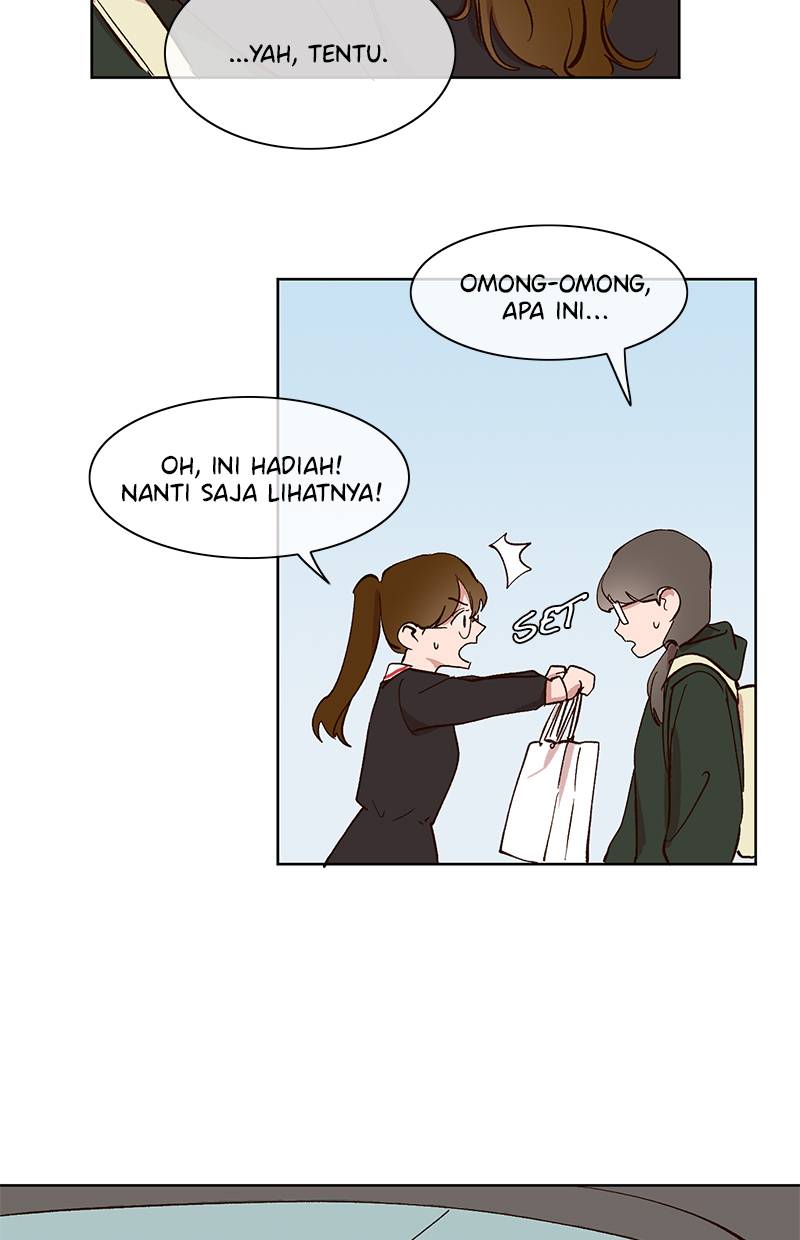 ...YAH, TENTU.
OMONG-OMONG,
APA INI...
OH, INI HADIAH!
NANTI SAJA LIHATNYA!
SET